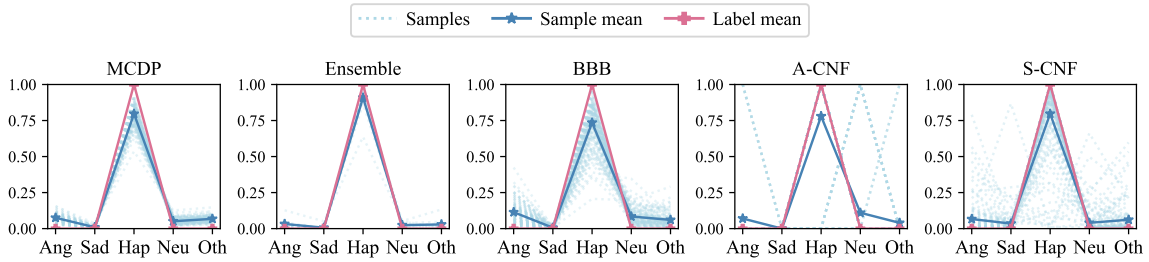 Samples Sample mean Label mean
MCDP Ensemble BBB A-CNF S-CNF
1.00 1.00 1.00 1.00 1.00
0.75 0.75 0.75 0.75 0.75
0.50 0.50 0.50 0.50 0.50
0.25 0.25 0.25 0.25 0.25
0.00 0.00 0.00 0.00 0.00
Ang Sad Hap Neu Oth Ang Sad Hap Neu Oth Ang Sad Hap Neu Oth Ang Sad Hap Neu Oth Ang Sad Hap Neu Oth